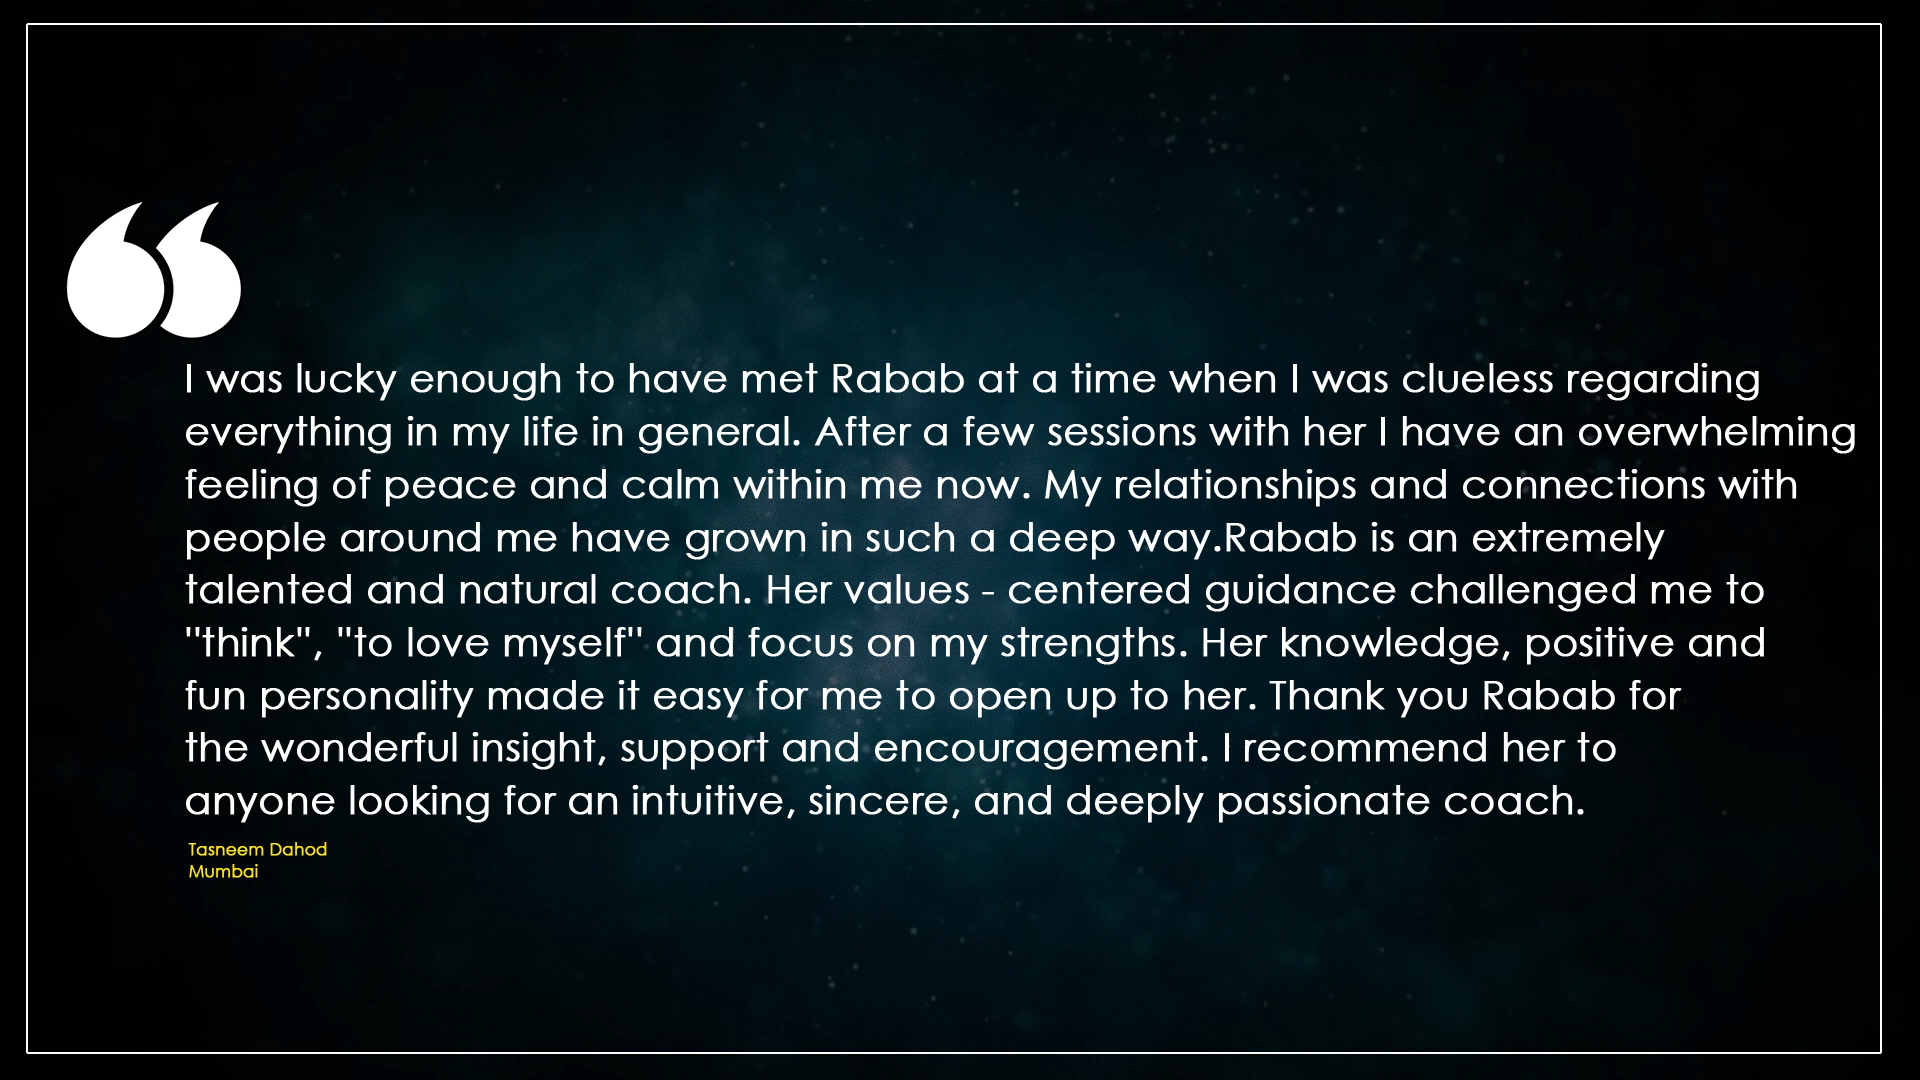 I was lucky enough to have met Rabab at a time when I was clueless regarding
everything in my life in general. After a few sessions with her I have an overwhelming
feeling of peace and calm within me now. My relationships and connections with
people around me have grown in such a deep way.Rabab is an extremely
talented and natural coach. Her values - centered guidance challenged me to
"think", "to love myself" and focus on my strengths. Her knowledge, positive and
fun personality made it easy for me to open up to her. Thank you Rabab for
the wonderful insight, support and encouragement. I recommend her to
anyone looking for an intuitive, sincere, and deeply passionate coach.
Tasneem Dahod
Mumbai